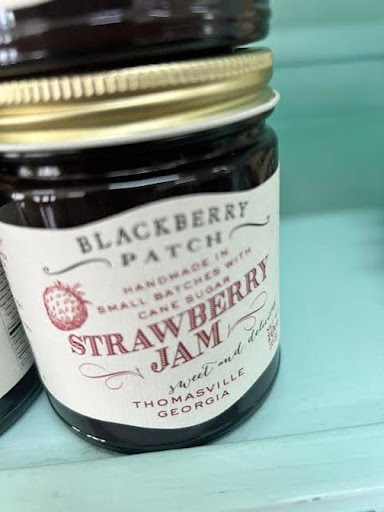 BLACKBERRY
PATCH
HANDMADE IN
SMALL BATCHES WITH
CANE SUGAR
STRAWBERRY
JAM
sweet and delicious
THOMASVILLE
GEORGIA